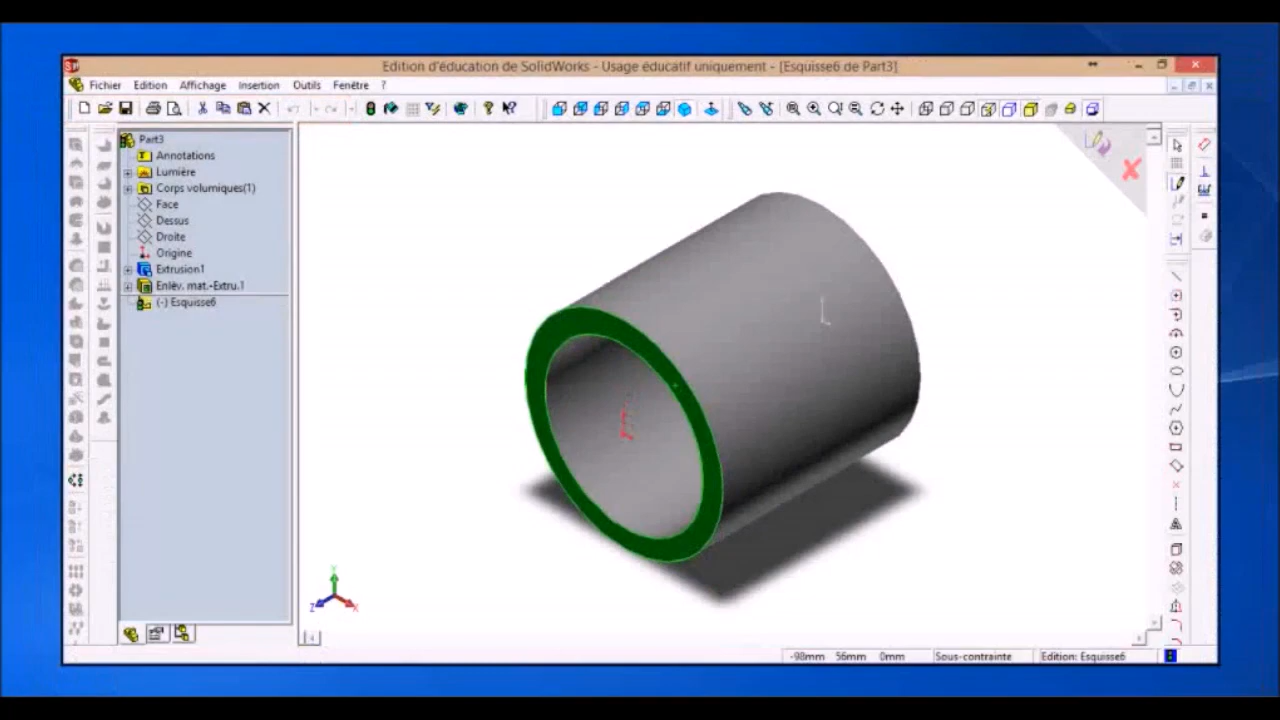 Edition d'éducation de SolidWorks - Usage éducatif uniquement - [Esquisse6 de Part3]
Fichier Edition Affichage Insertion Outils Fenêtre ?
Part3
Annotations
Lumière
Corps volumiques(1)
Face
Dessus
Droite
Origine
Extrusion1
Enlèv. mat.-Extru.1
(-) Esquisse6
Y
Z X
-98mm 56mm 0mm Sous-contrainte Edition: Esquisse6